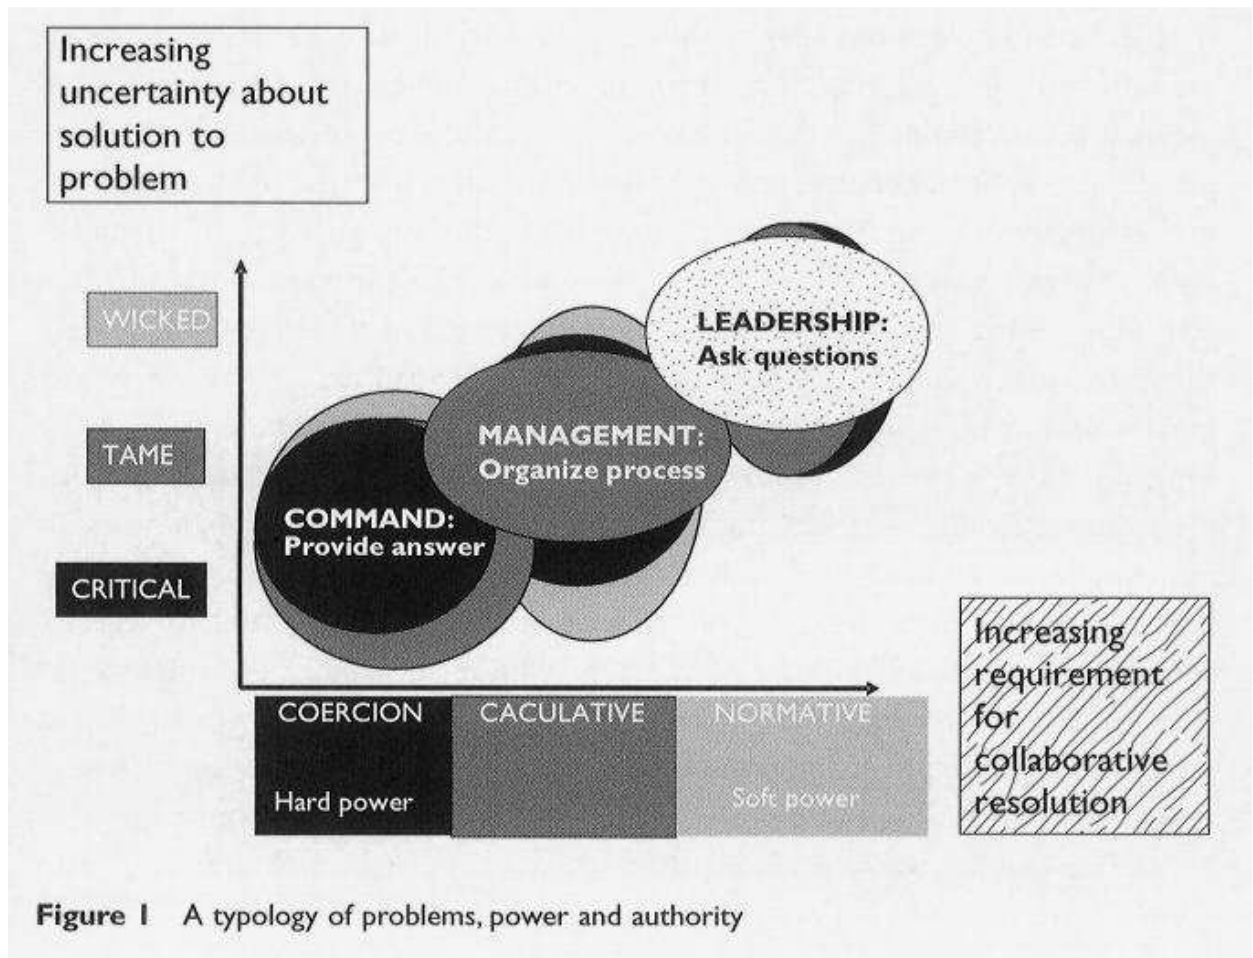 Increasing
uncertainty about
solution to
problem
WICKED
LEADERSHIP:
Ask questions
TAME
MANAGEMENT:
Organize process
COMMAND:
Provide answer
CRITICAL
Increasing
requirement
for
collaborative
resolution
COERCION CACULATIVE NORMATIVE
Hard power Soft power
Figure 1 A typology of problems, power and authority